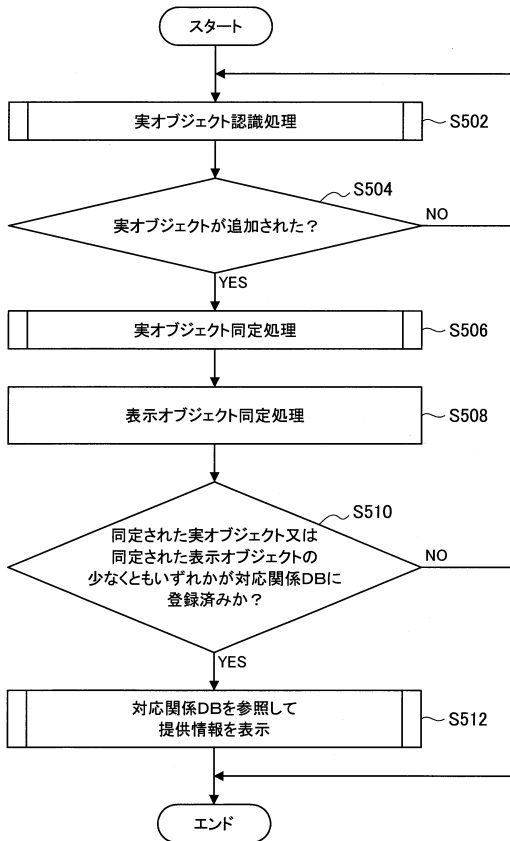 スタート
実オブジェクト認識処理
S502
S504
実オブジェクトが追加された？
NO
YES
実オブジェクト同定処理
S506
表示オブジェクト同定処理
S508
S510
同定された実オブジェクト又は
同定された表示オブジェクトの
少なくともいずれかが対応関係DBに
登録済みか？
NO
YES
対応関係DBを参照して
提供情報を表示
S512
エンド